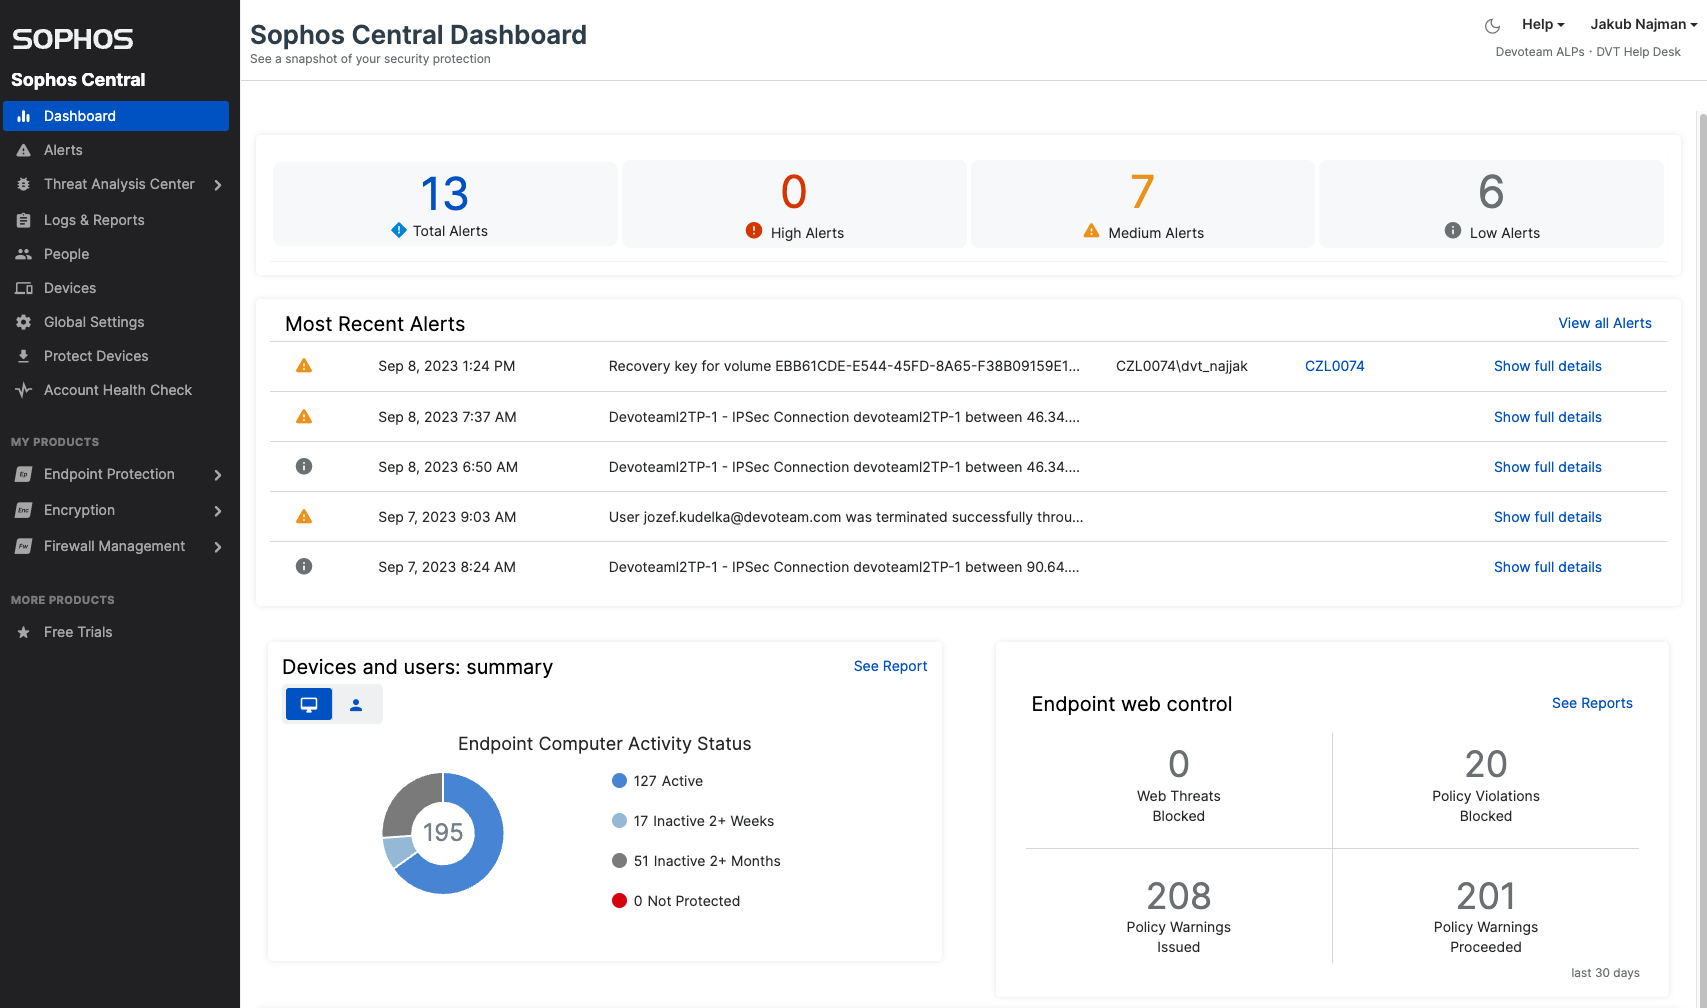 SOPHOS
Sophos Central
Dashboard
Alerts
Threat Analysis Center
Logs & Reports
People
Devices
Global Settings
Protect Devices
Account Health Check
MY PRODUCTS
Ep Endpoint Protection
Enc Encryption
Fw Firewall Management
MORE PRODUCTS
Free Trials
Sophos Central Dashboard
See a snapshot of your security protection
Help
Jakub Najman
Devoteam ALPs · DVT Help Desk
13
Total Alerts
0
High Alerts
7
Medium Alerts
6
Low Alerts
Most Recent Alerts
View all Alerts
Sep 8, 2023 1:24 PM Recovery key for volume EBB61CDE-E544-45FD-8A65-F38B09159E1... CZL0074\dvt_najjak CZL0074 Show full details
Sep 8, 2023 7:37 AM Devoteaml2TP-1 - IPSec Connection devoteaml2TP-1 between 46.34.... Show full details
Sep 8, 2023 6:50 AM Devoteaml2TP-1 - IPSec Connection devoteaml2TP-1 between 46.34.... Show full details
Sep 7, 2023 9:03 AM User jozef.kudelka@devoteam.com was terminated successfully throu... Show full details
Sep 7, 2023 8:24 AM Devoteaml2TP-1 - IPSec Connection devoteaml2TP-1 between 90.64.... Show full details
Devices and users: summary
See Report
Endpoint Computer Activity Status
195
127 Active
17 Inactive 2+ Weeks
51 Inactive 2+ Months
0 Not Protected
Endpoint web control
See Reports
0
Web Threats
Blocked
20
Policy Violations
Blocked
208
Policy Warnings
Issued
201
Policy Warnings
Proceeded
last 30 days